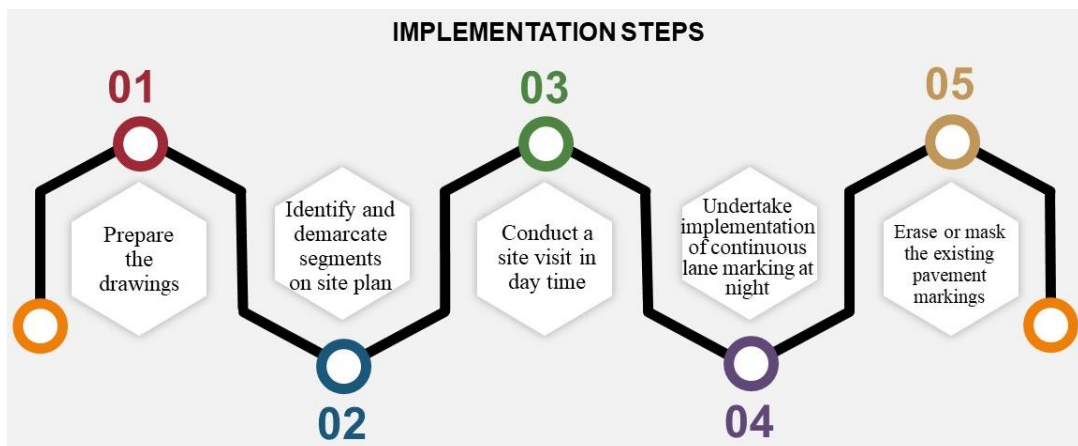 IMPLEMENTATION STEPS
01
Prepare
the
drawings
02
Identify and
demarcate
segments
on site plan
03
Conduct a
site visit in
day time
04
Undertake
implementation
of continuous
lane marking at
night
05
Erase or mask
the existing
pavement
markings